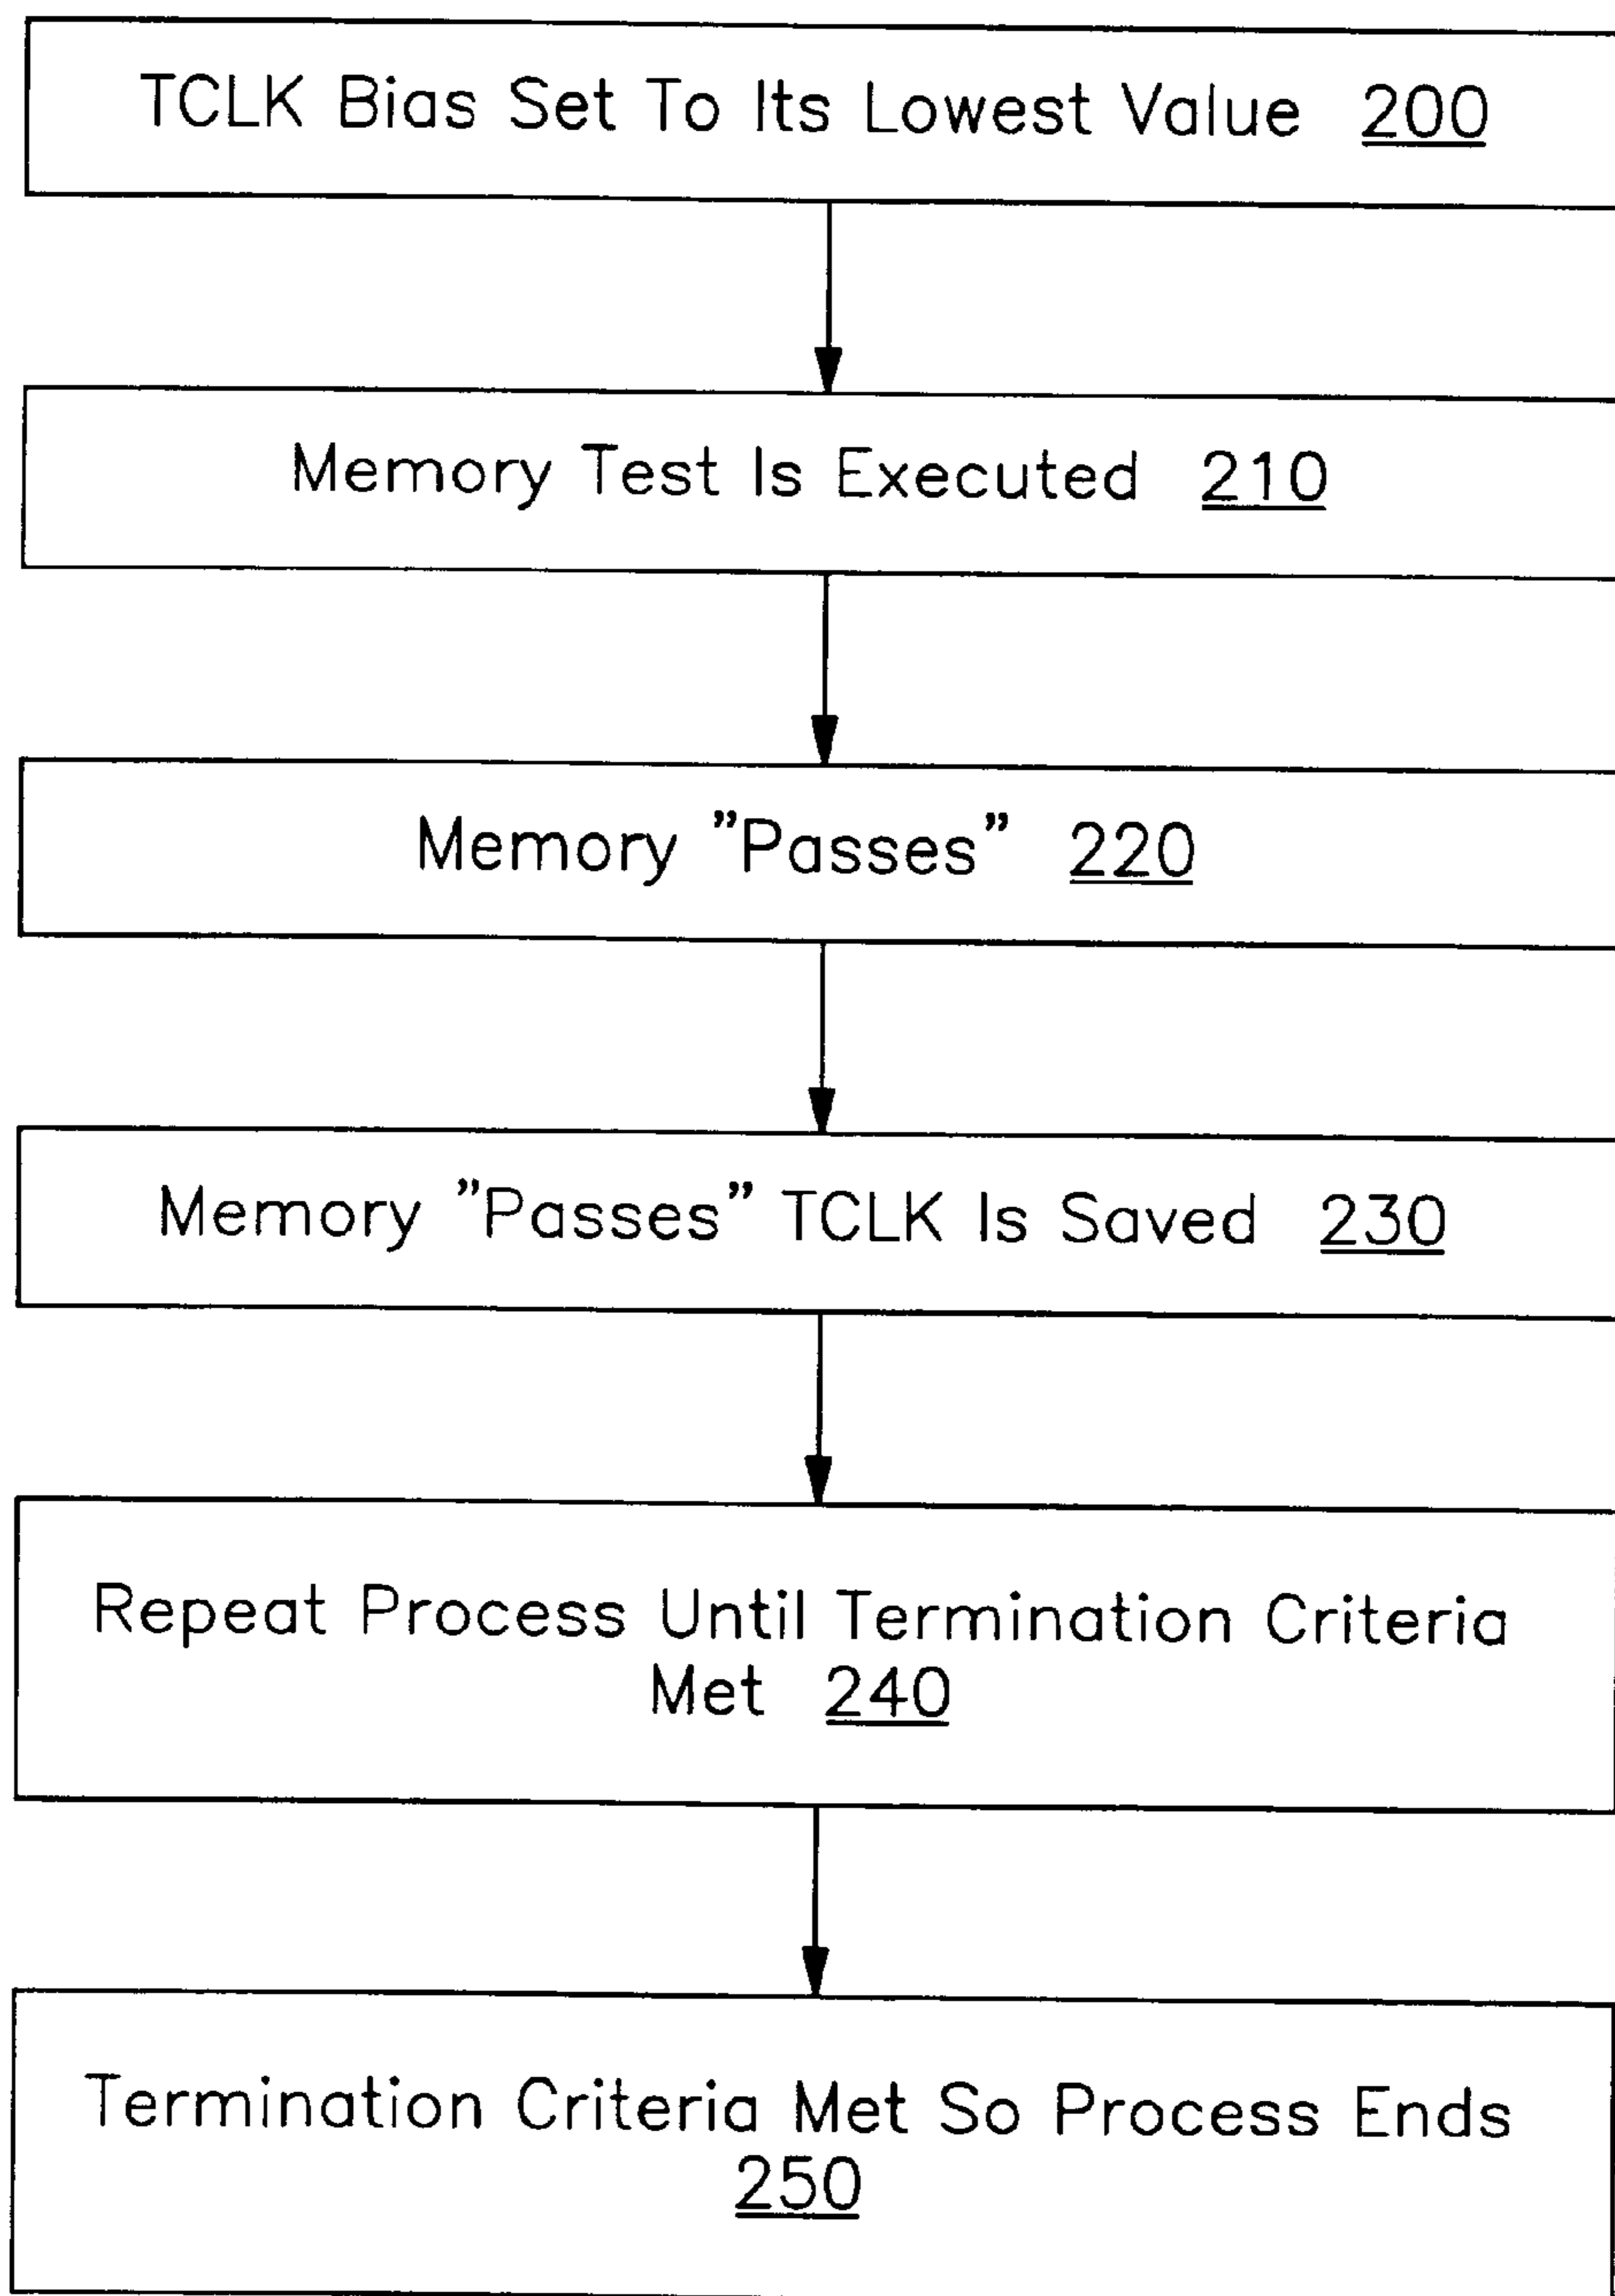 TCLK Bias Set To Its Lowest Value 200
Memory Test Is Executed 210
Memory "Passes" 220
Memory "Passes" TCLK Is Saved 230
Repeat Process Until Termination Criteria
Met 240
Termination Criteria Met So Process Ends
250